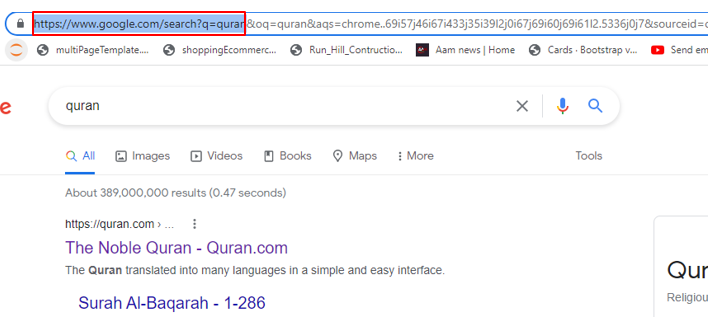 https://www.google.com/search?q=quran&oq=quran&aqs=chrome..69i57j46i67i433j35i39l2j0i67j69i60j69i61l2.5336j0j7&sourceid=c
multiPageTemplate.... shoppingEcommerc... Run_Hill_Contructio... Aam news | Home Cards · Bootstrap v... Send em
e quran
All Images Videos Books Maps More Tools
About 389,000,000 results (0.47 seconds)
https://quran.com › ...
The Noble Quran - Quran.com
Qur
The Quran translated into many languages in a simple and easy interface.
Religiou
Surah Al-Baqarah - 1-286